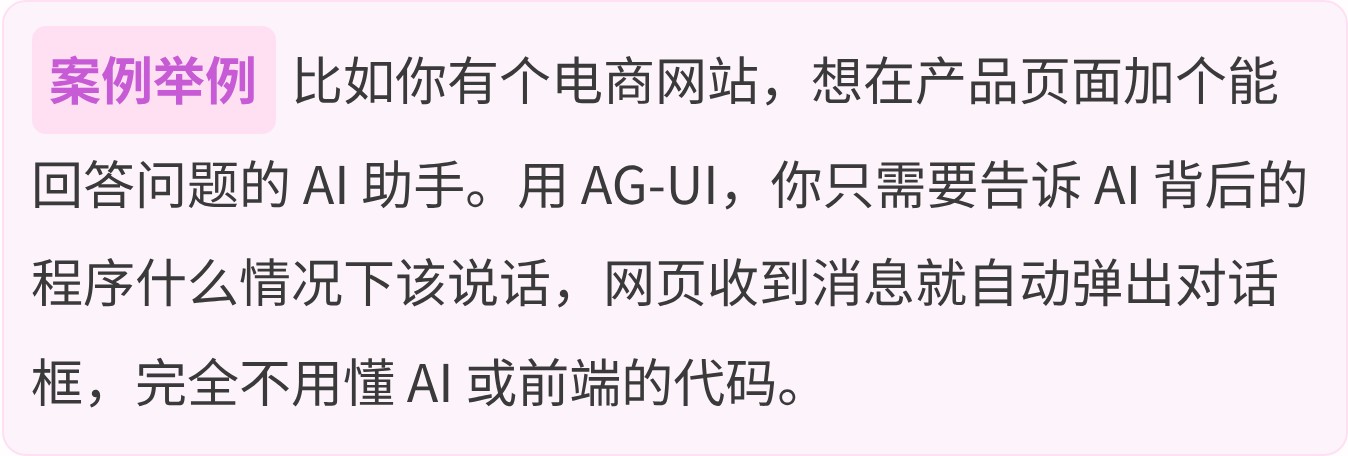 案例举例 比如你有个电商网站，想在产品页面加个能
回答问题的 AI 助手。用 AG-UI，你只需要告诉 AI 背后的
程序什么情况下该说话，网页收到消息就自动弹出对话
框，完全不用懂 AI 或前端的代码。